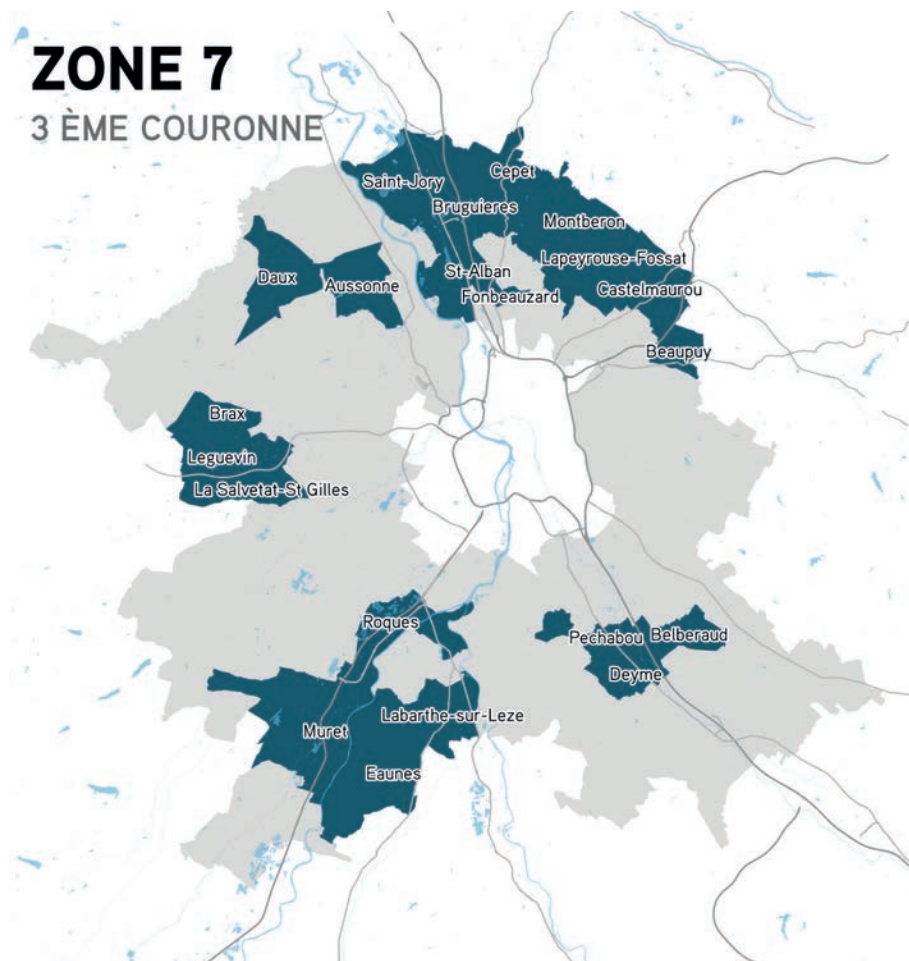 ZONE 7
3 ÈME COURONNE
Cepet
Saint-Jory
Bruguieres
Montberon
Lapeyrouse-Fossat
St-Alban
Daux
Aussonne
Castelmaurou
Fonbeauzard
Beaupuy
Brax
Leguevin
La Salvetat-St Gilles
Roques
Pechabou
Belberaud
Deyme
Labarthe-sur-Leze
Muret
Eaunes